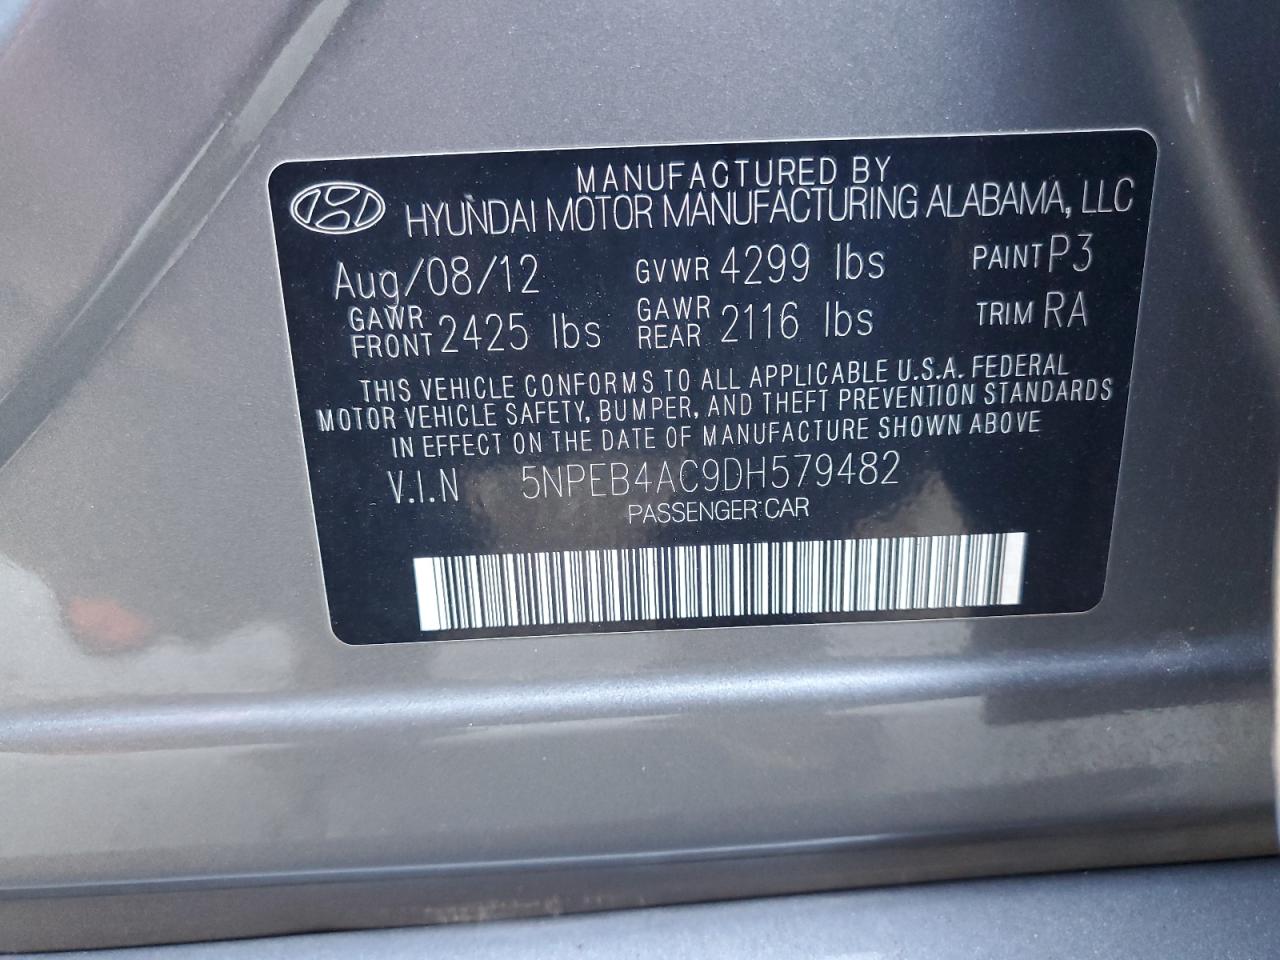 MANUFACTURED BY
HYUNDAI MOTOR MANUFACTURING ALABAMA, LLC
Aug/08/12 GVWR 4299 lbs PAINT P3
GAWR FRONT 2425 lbs GAWR REAR 2116 lbs TRIM RA
THIS VEHICLE CONFORMS TO ALL APPLICABLE U.S.A. FEDERAL
MOTOR VEHICLE SAFETY, BUMPER, AND THEFT PREVENTION STANDARDS
IN EFFECT ON THE DATE OF MANUFACTURE SHOWN ABOVE
V.I.N 5NPEB4AC9DH579482
PASSENGER CAR